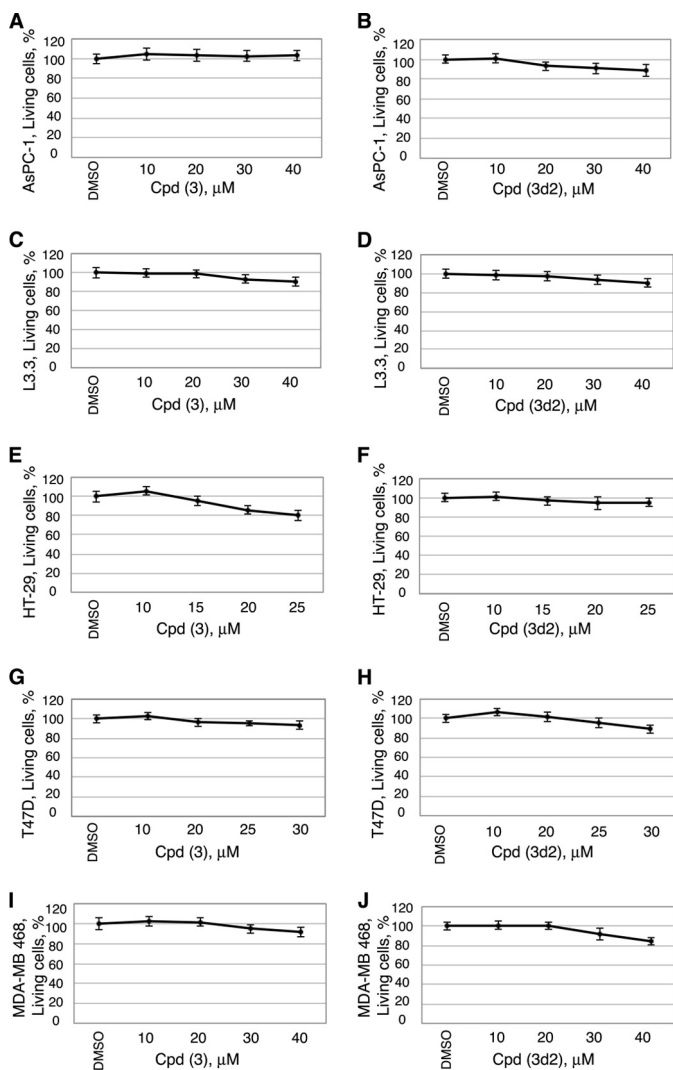 A
AsPC-1, Living cells, %
120
100
80
60
40
20
0
DMSO
10
20
30
40
Cpd (3), μM
B
AsPC-1, Living cells, %
120
100
80
60
40
20
0
DMSO
10
20
30
40
Cpd (3d2), μM
C
L3.3, Living cells, %
120
100
80
60
40
20
0
DMSO
10
20
30
40
Cpd (3), μM
D
L3.3, Living cells, %
120
100
80
60
40
20
0
DMSO
10
20
30
40
Cpd (3d2), μM
E
HT-29, Living cells, %
120
100
80
60
40
20
0
DMSO
10
15
20
25
Cpd (3), μM
F
HT-29, Living cells, %
120
100
80
60
40
20
0
DMSO
10
15
20
25
Cpd (3d2), μM
G
T47D, Living cells, %
120
100
80
60
40
20
0
DMSO
10
20
25
30
Cpd (3), μM
H
T47D, Living cells, %
120
100
80
60
40
20
0
DMSO
10
20
25
30
Cpd (3d2), μM
I
MDA-MB 468,
Living cells, %
120
100
80
60
40
20
0
DMSO
10
20
30
40
Cpd (3), μM
J
MDA-MB 468,
Living cells, %
120
100
80
60
40
20
0
DMSO
10
20
30
40
Cpd (3d2), μM